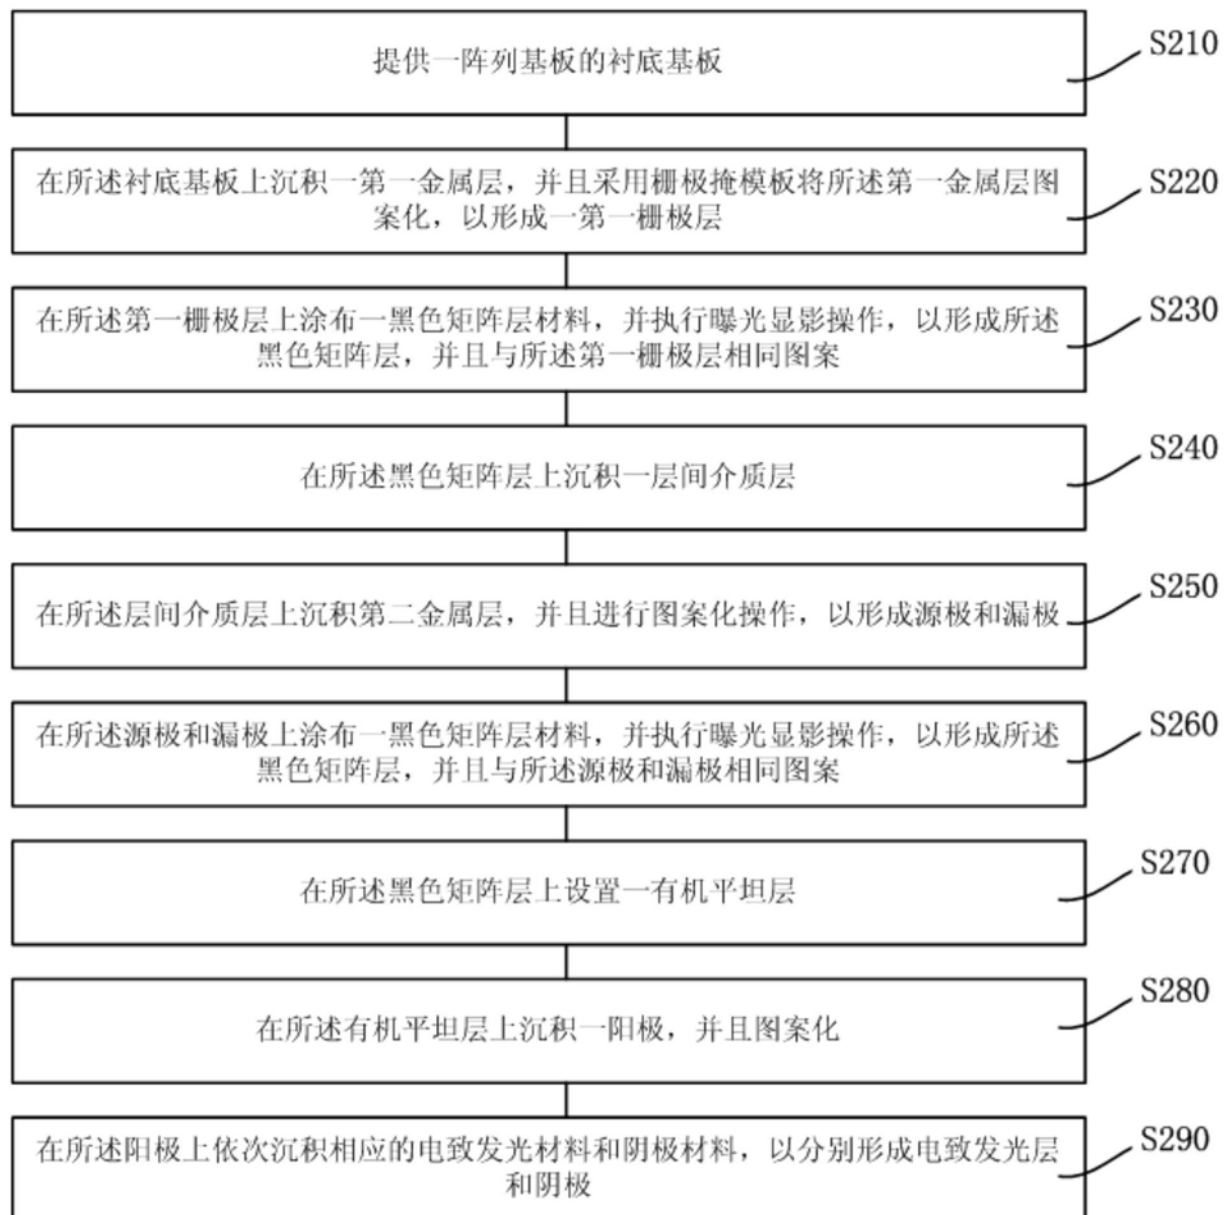 提供一阵列基板的衬底基板
S210
在所述衬底基板上沉积一第一金属层，并且采用栅极掩模板将所述第一金属层图
案化，以形成一第一栅极层
S220
在所述第一栅极层上涂布一黑色矩阵层材料，并执行曝光显影操作，以形成所述
黑色矩阵层，并且与所述第一栅极层相同图案
S230
在所述黑色矩阵层上沉积一层间介质层
S240
在所述层间介质层上沉积第二金属层，并且进行图案化操作，以形成源极和漏极
S250
在所述源极和漏极上涂布一黑色矩阵层材料，并执行曝光显影操作，以形成所述
黑色矩阵层，并且与所述源极和漏极相同图案
S260
在所述黑色矩阵层上设置一有机平坦层
S270
在所述有机平坦层上沉积一阳极，并且图案化
S280
在所述阳极上依次沉积相应的电致发光材料和阴极材料，以分别形成电致发光层
和阴极
S290